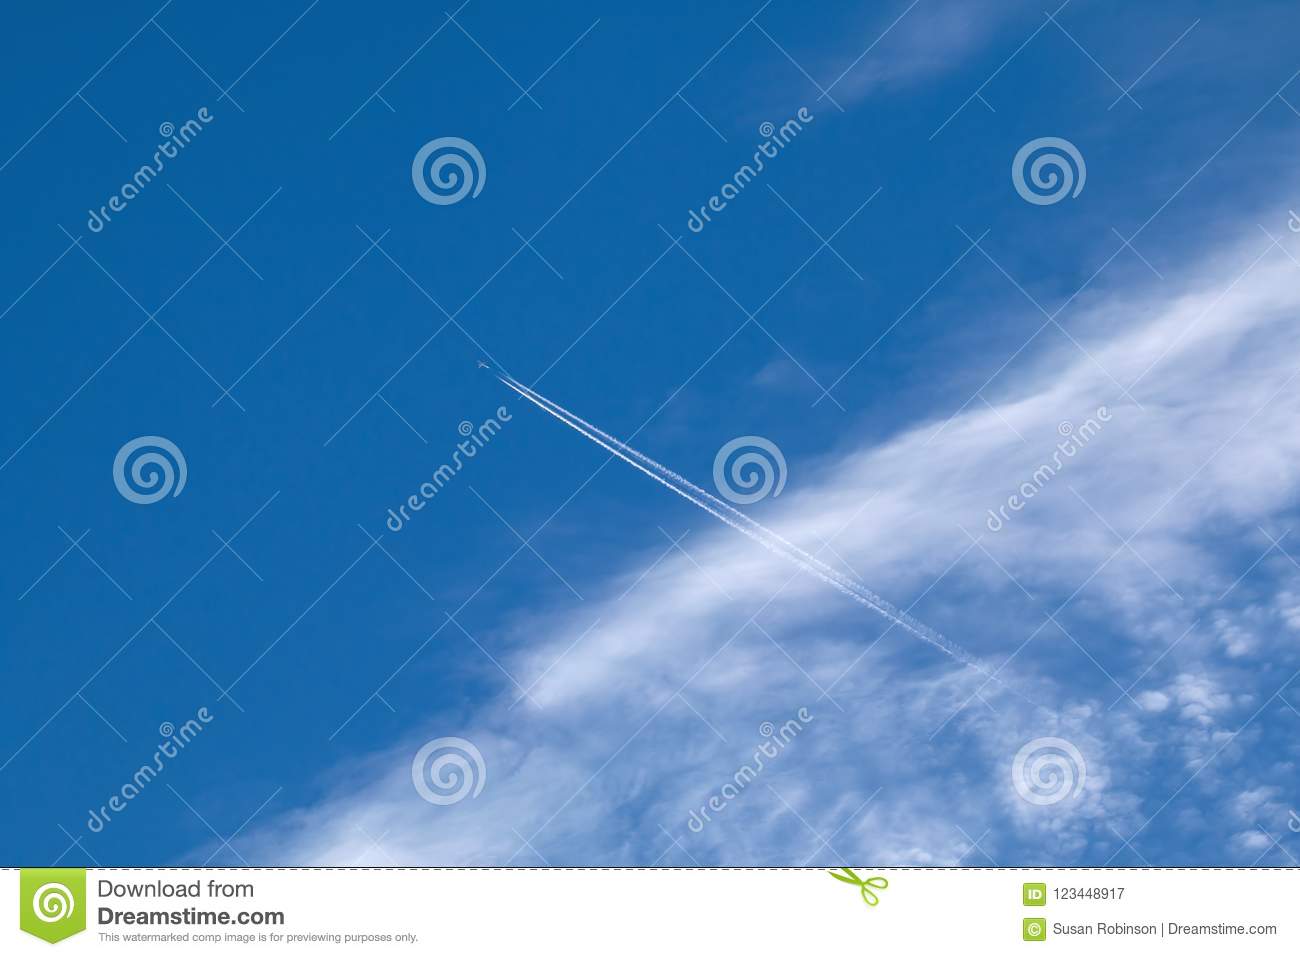 dreamstime
dreamstime
dreamstime
dreamstime
dreamstime
dreamstime
Download from
Dreamstime.com
This watermarked comp image is for previewing purposes only.
ID 123448917
© Susan Robinson | Dreamstime.com